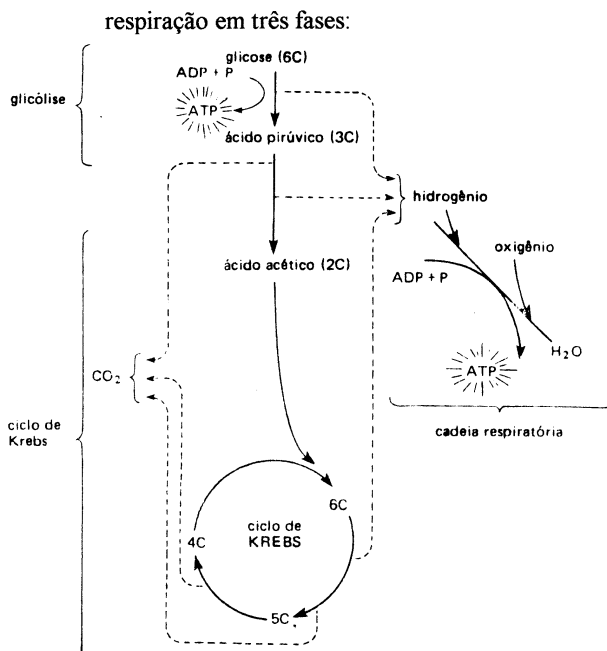 respiração em três fases:
glicose (6C)
ADP + P
ATP
glicólise
ácido pirúvico (3C)
hidrogênio
oxigênio
ácido acético (2C)
ADP + P
H₂O
ATP
CO₂
cadeia respiratória
ciclo de
Krebs
6C
ciclo de
KREBS
4C
5C